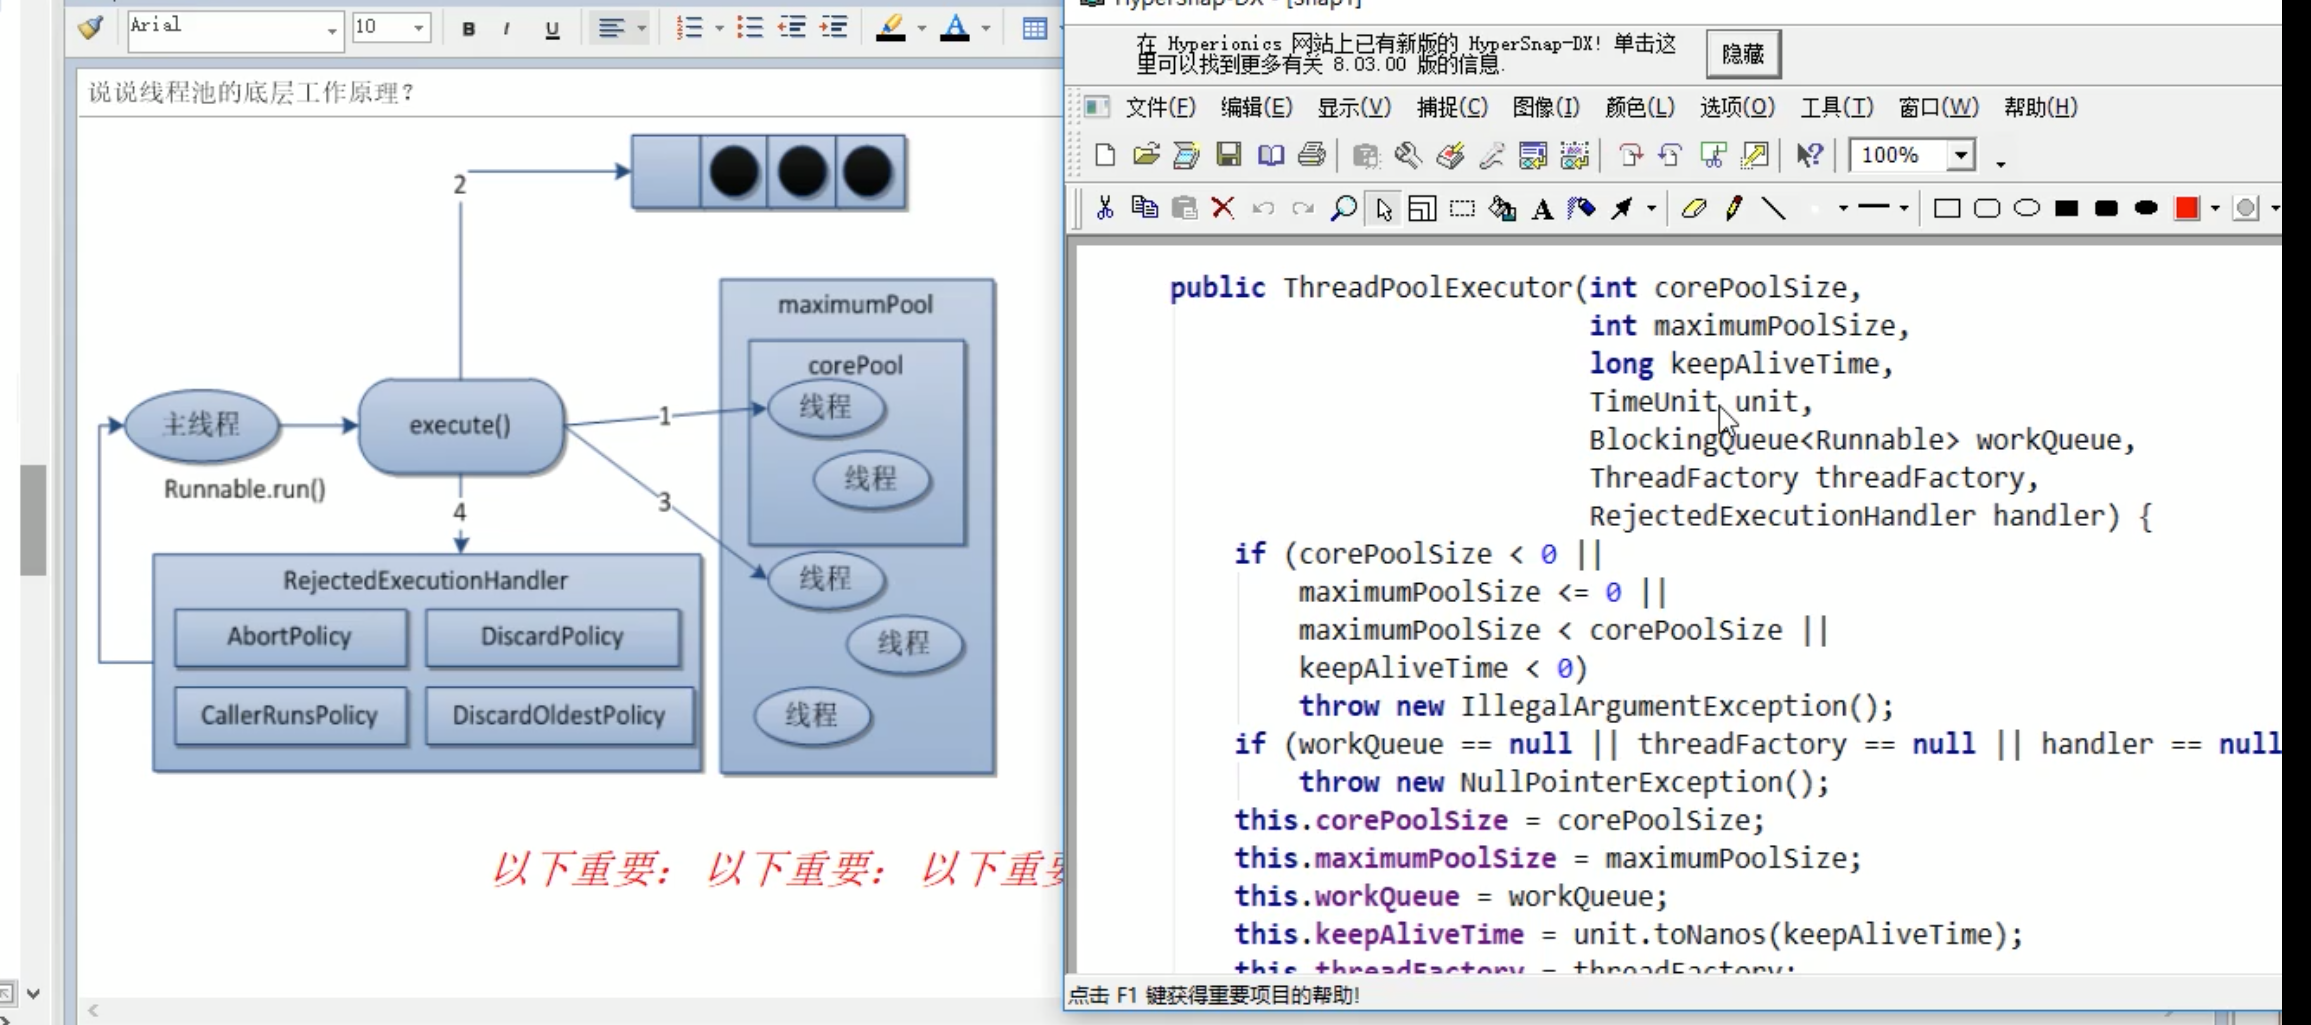 Arial
10
B I U A
说说线程池的底层工作原理?
2
maximumPool
corePool
线程
线程
1
主线程
execute()
Runnable.run()
3
4
线程
线程
线程
RejectedExecutionHandler
AbortPolicy
DiscardPolicy
CallerRunsPolicy
DiscardOldestPolicy
以下重要: 以下重要: 以下重
HyperSnap-DX - [snap1]
在 Hyperionics 网站上已有新版的 HyperSnap-DX! 单击这
里可以找到更多有关 8.03.00 版的信息.
隐藏
文件(F) 编辑(E) 显示(V) 捕捉(C) 图像(I) 颜色(L) 选项(O) 工具(T) 窗口(W) 帮助(H)
100%
A
public ThreadPoolExecutor(int corePoolSize,
int maximumPoolSize,
long keepAliveTime,
TimeUnit unit,
BlockingQueue<Runnable> workQueue,
ThreadFactory threadFactory,
RejectedExecutionHandler handler) {
if (corePoolSize < 0 ||
maximumPoolSize <= 0 ||
maximumPoolSize < corePoolSize ||
keepAliveTime < 0)
throw new IllegalArgumentException();
if (workQueue == null || threadFactory == null || handler == null
throw new NullPointerException();
this.corePoolSize = corePoolSize;
this.maximumPoolSize = maximumPoolSize;
this.workQueue = workQueue;
this.keepAliveTime = unit.toNanos(keepAliveTime);
this.threadFactory = threadFactory;
点击 F1 键获得重要项目的帮助!